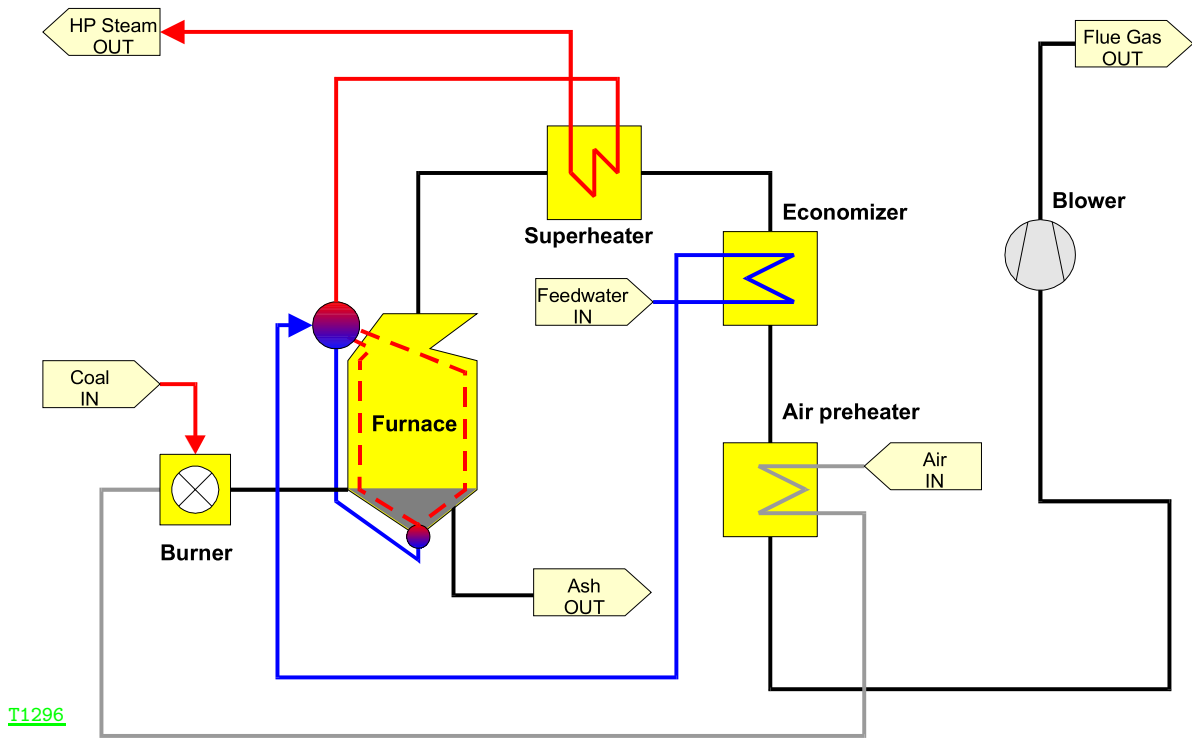 HP Steam
OUT
Flue Gas
OUT
Blower
Economizer
Superheater
Feedwater
IN
Coal
IN
Air preheater
Furnace
Air
IN
Burner
Ash
OUT
T1296